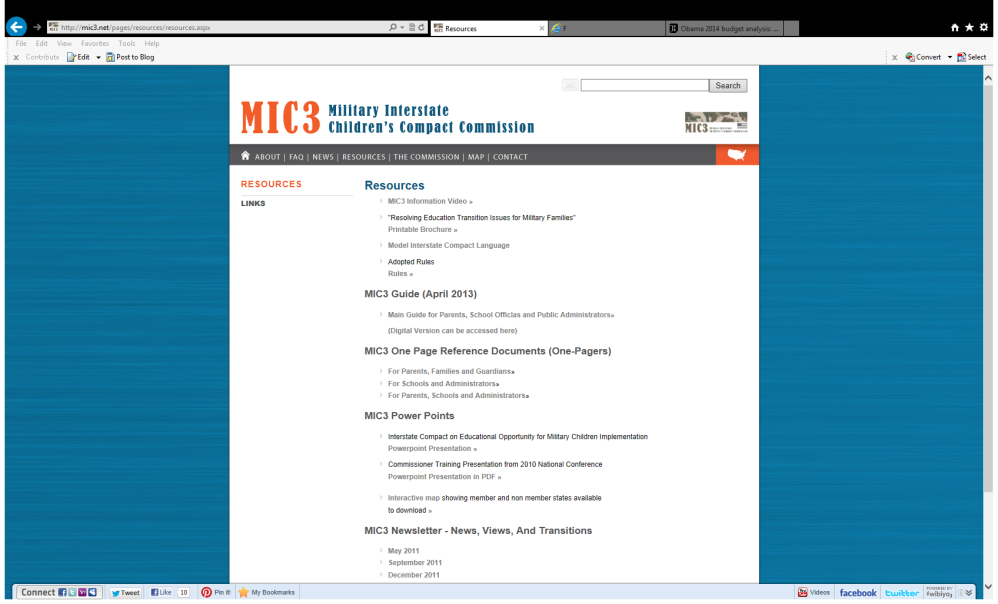 http://mic3.net/pages/resources/resources.aspx
Resources
F
Obama 2014 budget analysis: ...
File Edit View Favorites Tools Help
x Contribute Edit Post to Blog
x Convert Select
Search
MIC3 Military Interstate
Children's Compact Commission
MIC3
ABOUT | FAQ | NEWS | RESOURCES | THE COMMISSION | MAP | CONTACT
RESOURCES
LINKS
Resources
MIC3 Information Video »
"Resolving Education Transition Issues for Military Families"
Printable Brochure »
Model Interstate Compact Language
Adopted Rules
Rules »
MIC3 Guide (April 2013)
Main Guide for Parents, School Officlas and Public Administrators»
(Digital Version can be accessed here)
MIC3 One Page Reference Documents (One-Pagers)
For Parents, Families and Guardians»
For Schools and Administrators»
For Parents, Schools and Administrators»
MIC3 Power Points
Interstate Compact on Educational Opportunity for Military Children Implementation
Powerpoint Presentation »
Commissioner Training Presentation from 2010 National Conference
Powerpoint Presentation in PDF »
Interactive map showing member and non member states available
to download »
MIC3 Newsletter - News, Views, And Transitions
May 2011
September 2011
December 2011
Connect Tweet Like 10 Pin it! My Bookmarks
Videos facebook twitter POWERED BY wibiya